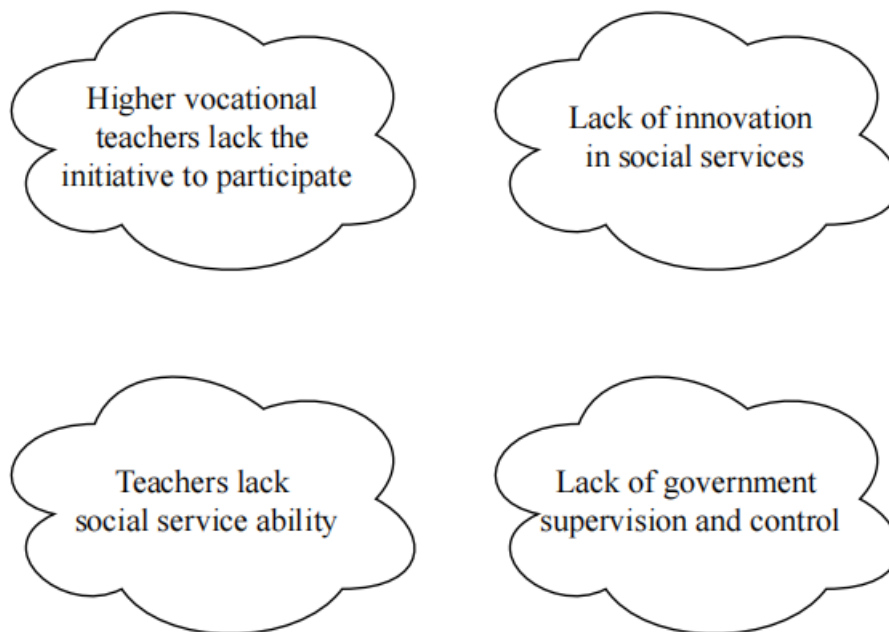 Higher vocational
teachers lack the
initiative to participate
Lack of innovation
in social services
Teachers lack
social service ability
Lack of government
supervision and control